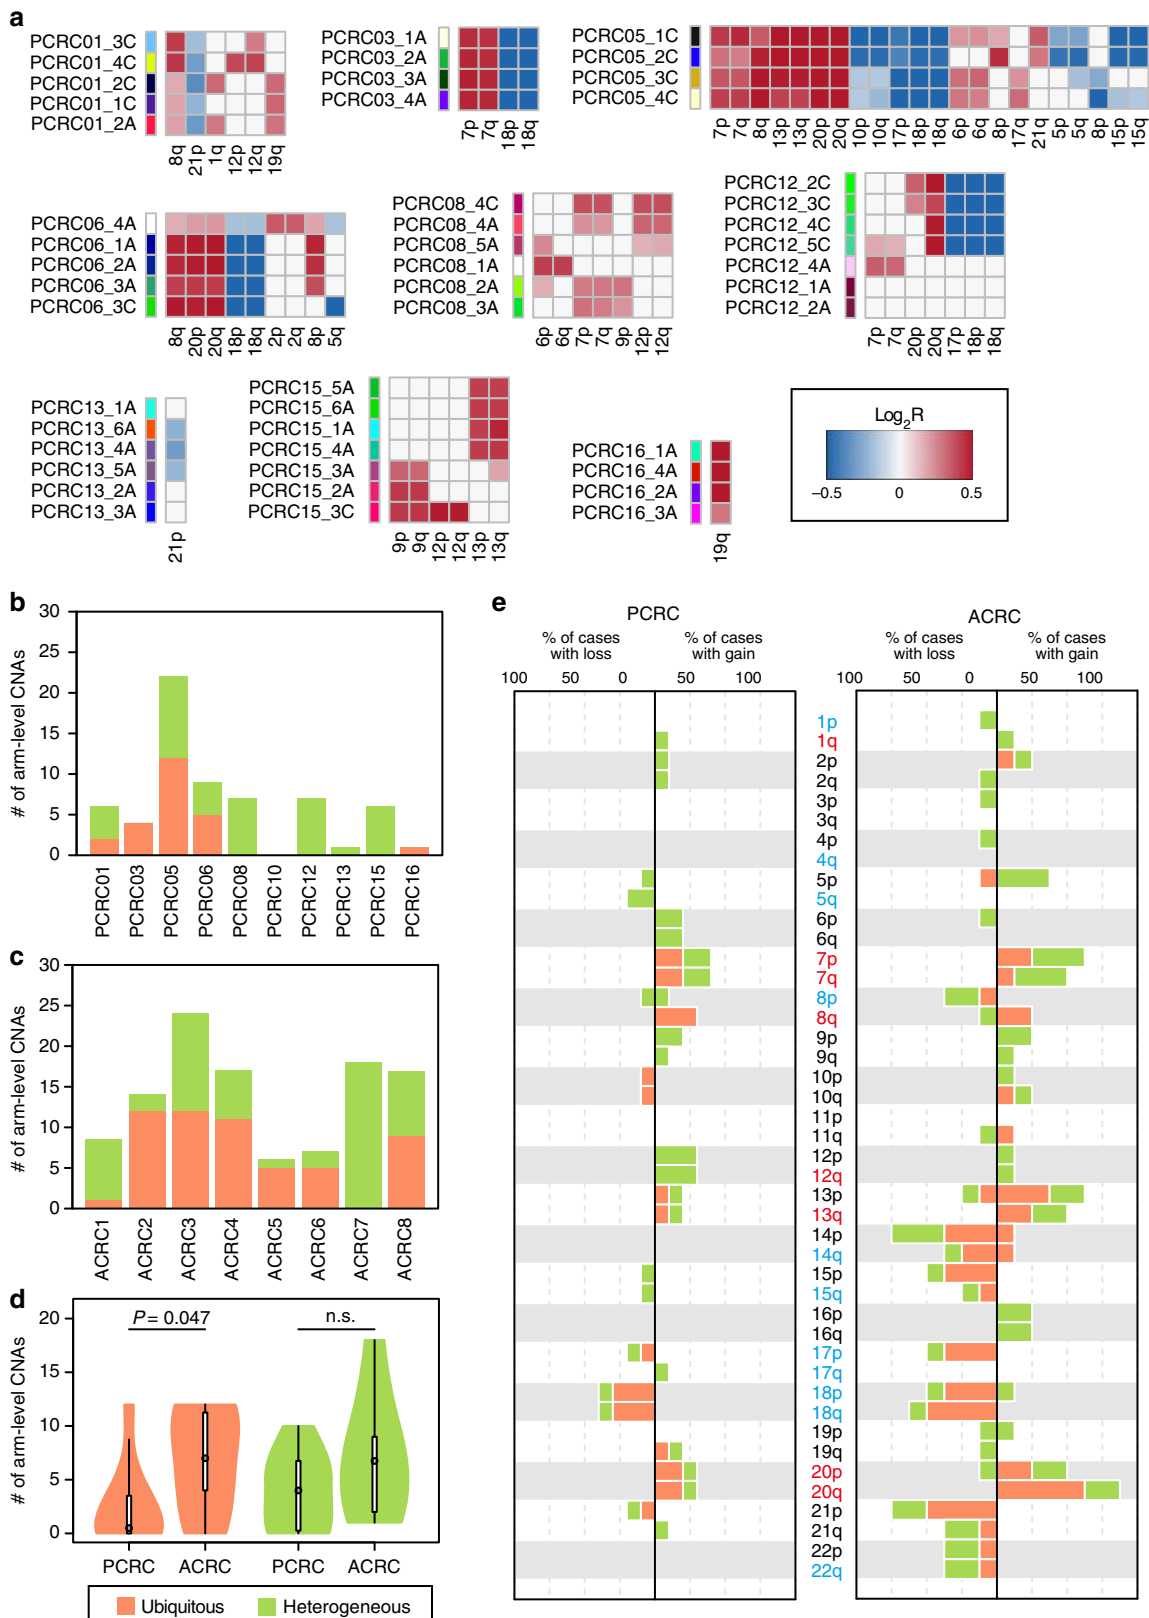 a
PCRC01_3C
PCRC01_4C
PCRC01_2C
PCRC01_1C
PCRC01_2A
8q 21p 1q 12p 12q 19q
PCRC03_1A
PCRC03_2A
PCRC03_3A
PCRC03_4A
7p 7q 18p 18q
PCRC05_1C
PCRC05_2C
PCRC05_3C
PCRC05_4C
7p 7q 8q 13p 13q 20p 20q 10p 10q 17p 18p 18q 6p 6q 8p 17q 21q 5p 5q 8p 15p 15q
PCRC06_4A
PCRC06_1A
PCRC06_2A
PCRC06_3A
PCRC06_3C
8q 20p 20q 18p 18q 2p 2q 8p 5q
PCRC08_4C
PCRC08_4A
PCRC08_5A
PCRC08_1A
PCRC08_2A
PCRC08_3A
6p 6q 7p 7q 9p 12p 12q
PCRC12_2C
PCRC12_3C
PCRC12_4C
PCRC12_5C
PCRC12_4A
PCRC12_1A
PCRC12_2A
7p 7q 20p 20q 17p 18p 18q
PCRC13_1A
PCRC13_6A
PCRC13_4A
PCRC13_5A
PCRC13_2A
PCRC13_3A
21p
PCRC15_5A
PCRC15_6A
PCRC15_1A
PCRC15_4A
PCRC15_3A
PCRC15_2A
PCRC15_3C
9p 9q 12p 12q 13p 13q
PCRC16_1A
PCRC16_4A
PCRC16_2A
PCRC16_3A
19q
Log2R
−0.5 0 0.5
b
# of arm-level CNAs
30
25
20
15
10
5
0
PCRC01 PCRC03 PCRC05 PCRC06 PCRC08 PCRC10 PCRC12 PCRC13 PCRC15 PCRC16
c
# of arm-level CNAs
30
25
20
15
10
5
0
ACRC1 ACRC2 ACRC3 ACRC4 ACRC5 ACRC6 ACRC7 ACRC8
d
# of arm-level CNAs
20
15
10
5
0
P = 0.047
n.s.
PCRC ACRC PCRC ACRC
Ubiquitous Heterogeneous
e
PCRC
% of cases with loss
% of cases with gain
100 50 0 50 100
ACRC
% of cases with loss
% of cases with gain
100 50 0 50 100
1p
1q
2p
2q
3p
3q
4p
4q
5p
5q
6p
6q
7p
7q
8p
8q
9p
9q
10p
10q
11p
11q
12p
12q
13p
13q
14p
14q
15p
15q
16p
16q
17p
17q
18p
18q
19p
19q
20p
20q
21p
21q
22p
22q